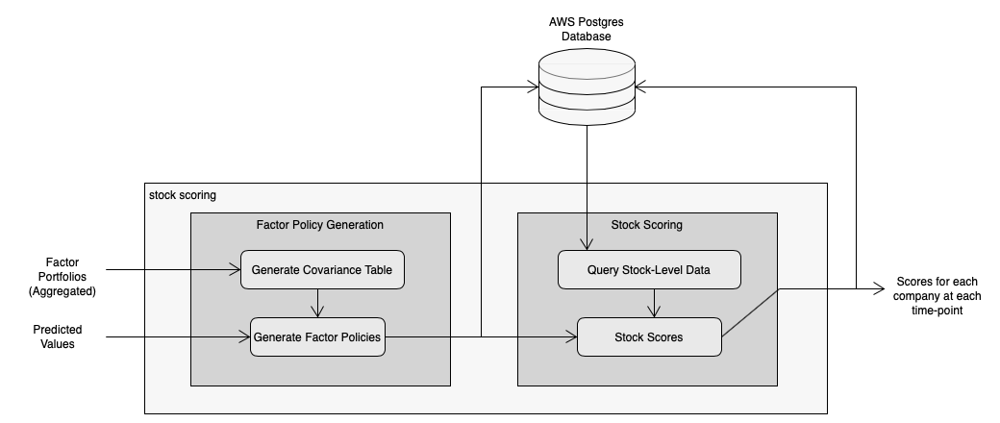 AWS Postgres
Database
stock scoring
Factor Policy Generation
Stock Scoring
Factor
Portfolios
(Aggregated)
Generate Covariance Table
Query Stock-Level Data
Scores for each
company at each
time-point
Predicted
Values
Generate Factor Policies
Stock Scores